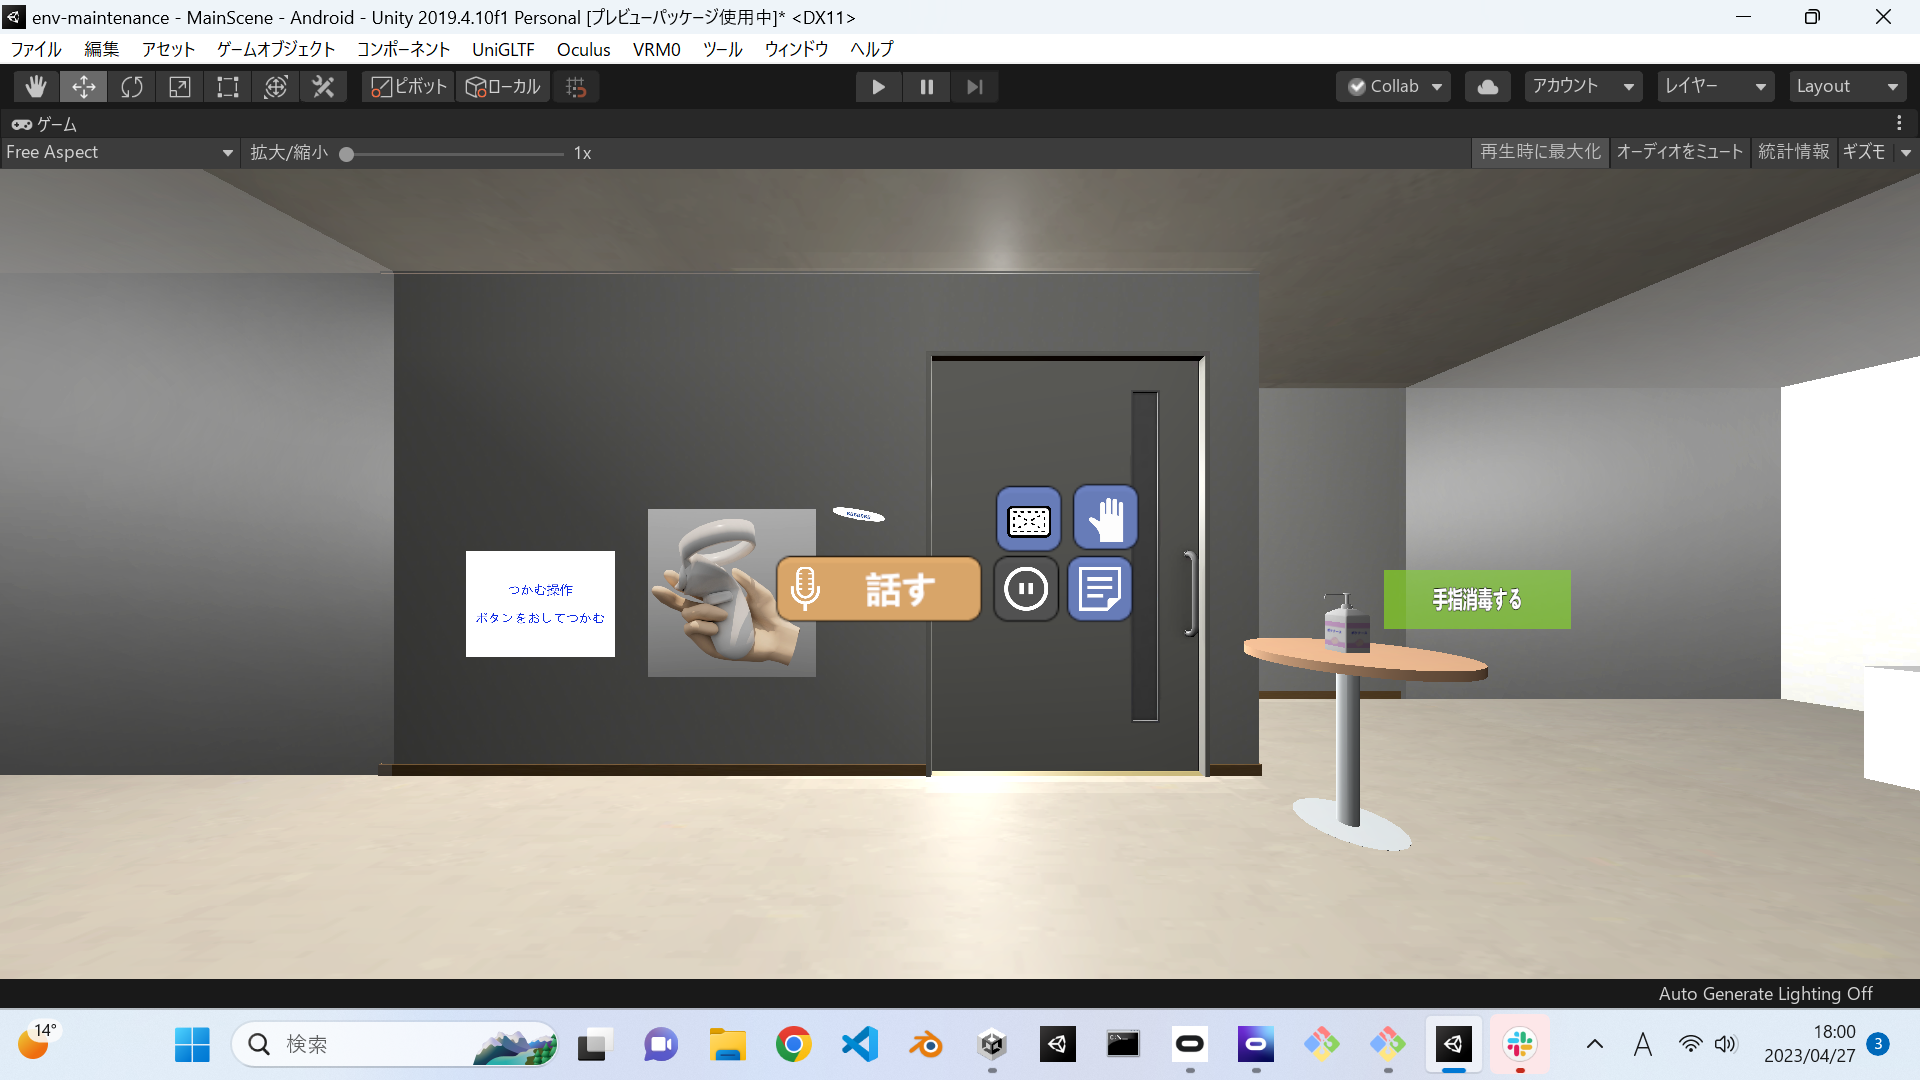 env-maintenance - MainScene - Android - Unity 2019.4.10f1 Personal [プレビューパッケージ使用中]* <DX11>
ファイル 編集 アセット ゲームオブジェクト コンポーネント UniGLTF Oculus VRM0 ツール ウィンドウ ヘルプ
ピボット ローカル Collab アカウント レイヤー Layout
ゲーム
Free Aspect 拡大/縮小 1x 再生時に最大化 オーディオをミュート 統計情報 ギズモ
つかむ操作
ボタンをおしてつかむ
話す
手指消毒する
Auto Generate Lighting Off
14°
検索
A
18:00
2023/04/27
3